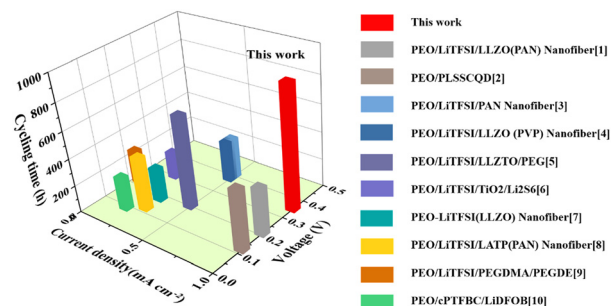 This work
1000
800
600
400
200
0
Cycling time (h)
0.0
0.5
1.0
Current density (mA cm⁻²)
0.0
0.1
0.2
0.3
0.4
0.5
Voltage (V)
This work
PEO/LiTFSI/LLZO(PAN) Nanofiber[1]
PEO/PLSSCQD[2]
PEO/LiTFSI/PAN Nanofiber[3]
PEO/LiTFSI/LLZO (PVP) Nanofiber[4]
PEO/LiTFSI/LLZTO/PEG[5]
PEO/LiTFSI/TiO2/Li2S6[6]
PEO-LiTFSI(LLZO) Nanofiber[7]
PEO/LiTFSI/LATP(PAN) Nanofiber[8]
PEO/LiTFSI/PEGDMA/PEGDE[9]
PEO/cPTFBC/LiDFOB[10]